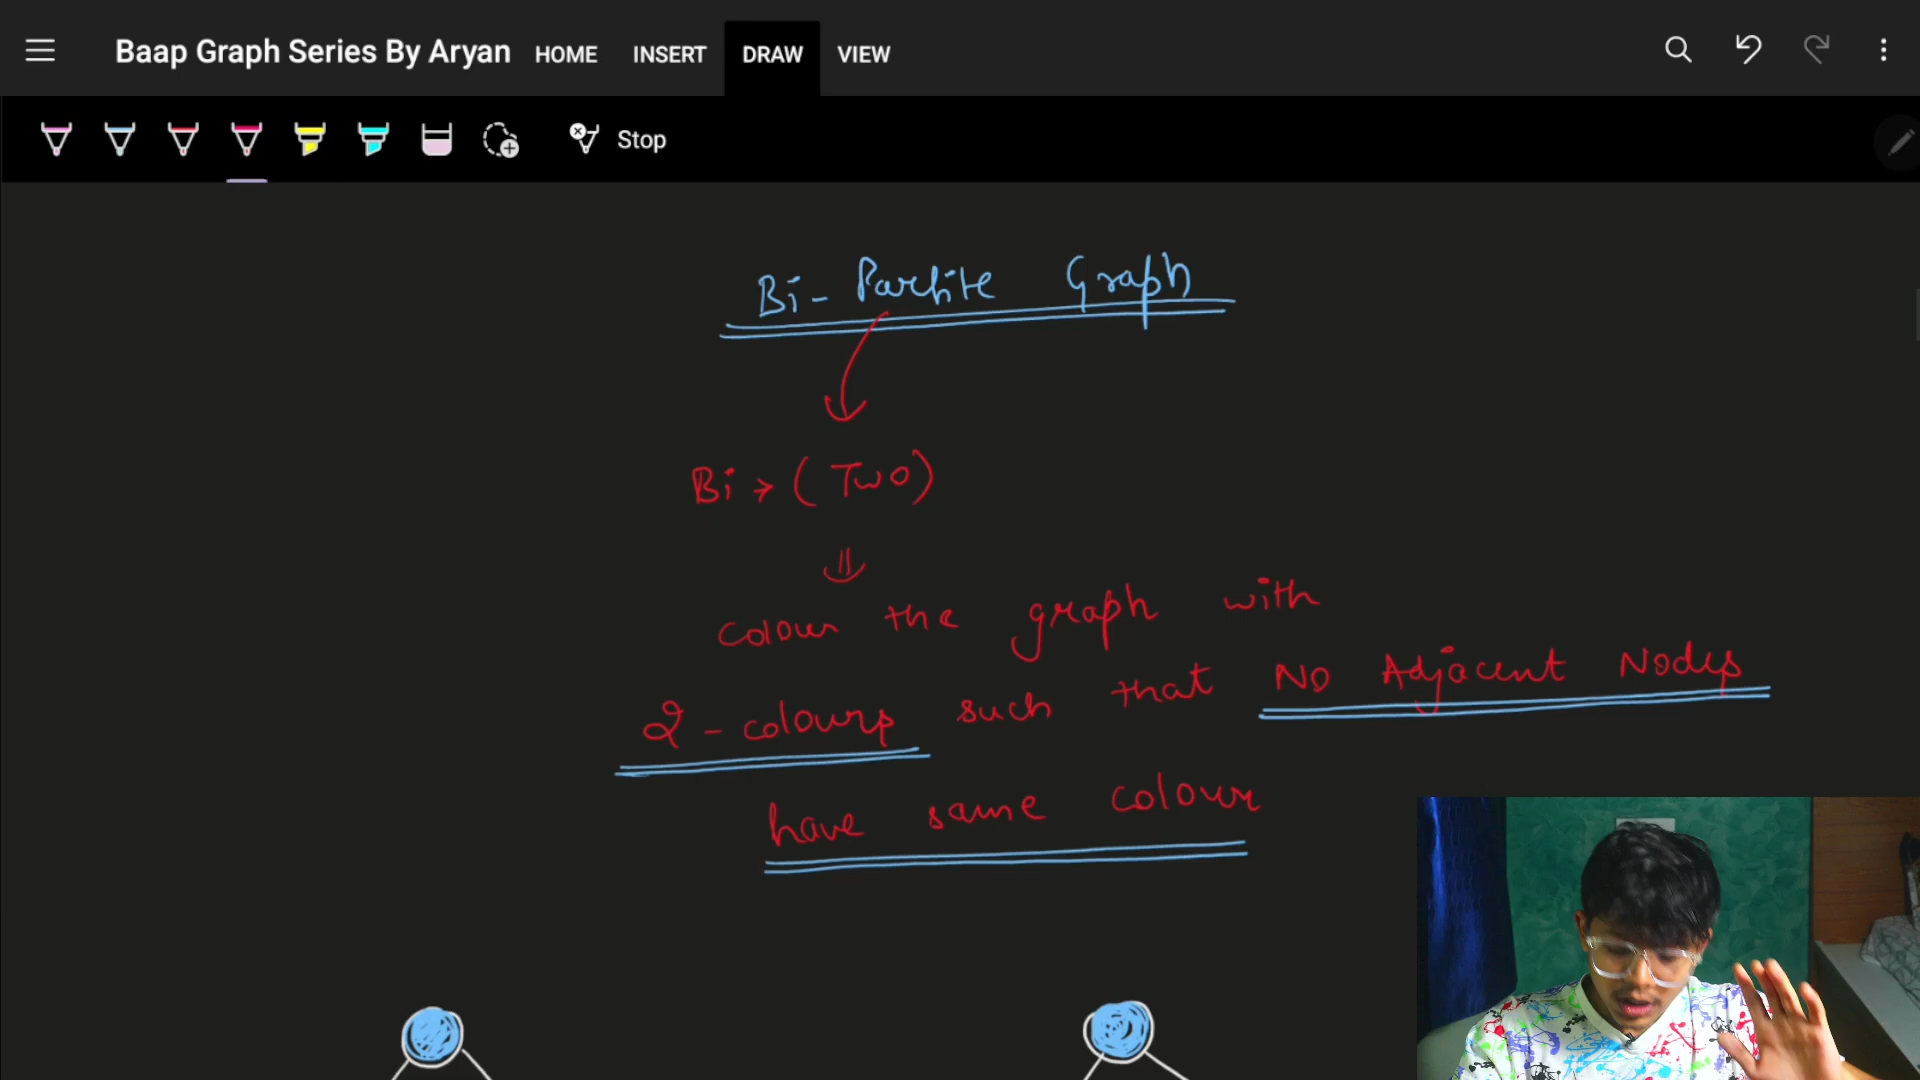 Baap Graph Series By Aryan HOME INSERT DRAW VIEW
Stop
Bi - Partite Graph
Bi > (Two)
colour the graph with
2 - colours such that No Adjacent Nodes
have same colour